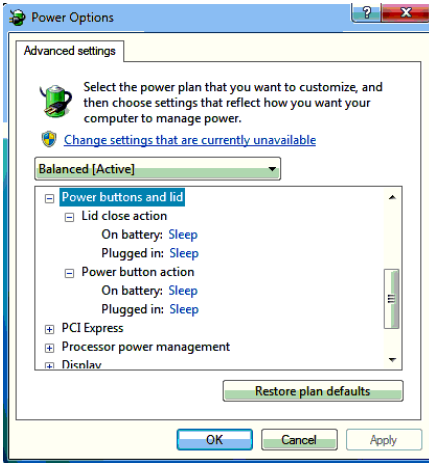 Power Options
?
Advanced settings
Select the power plan that you want to customize, and
then choose settings that reflect how you want your
computer to manage power.
Change settings that are currently unavailable
Balanced [Active]
Power buttons and lid
Lid close action
On battery: Sleep
Plugged in: Sleep
Power button action
On battery: Sleep
Plugged in: Sleep
PCI Express
Processor power management
Display
Restore plan defaults
OK Cancel Apply